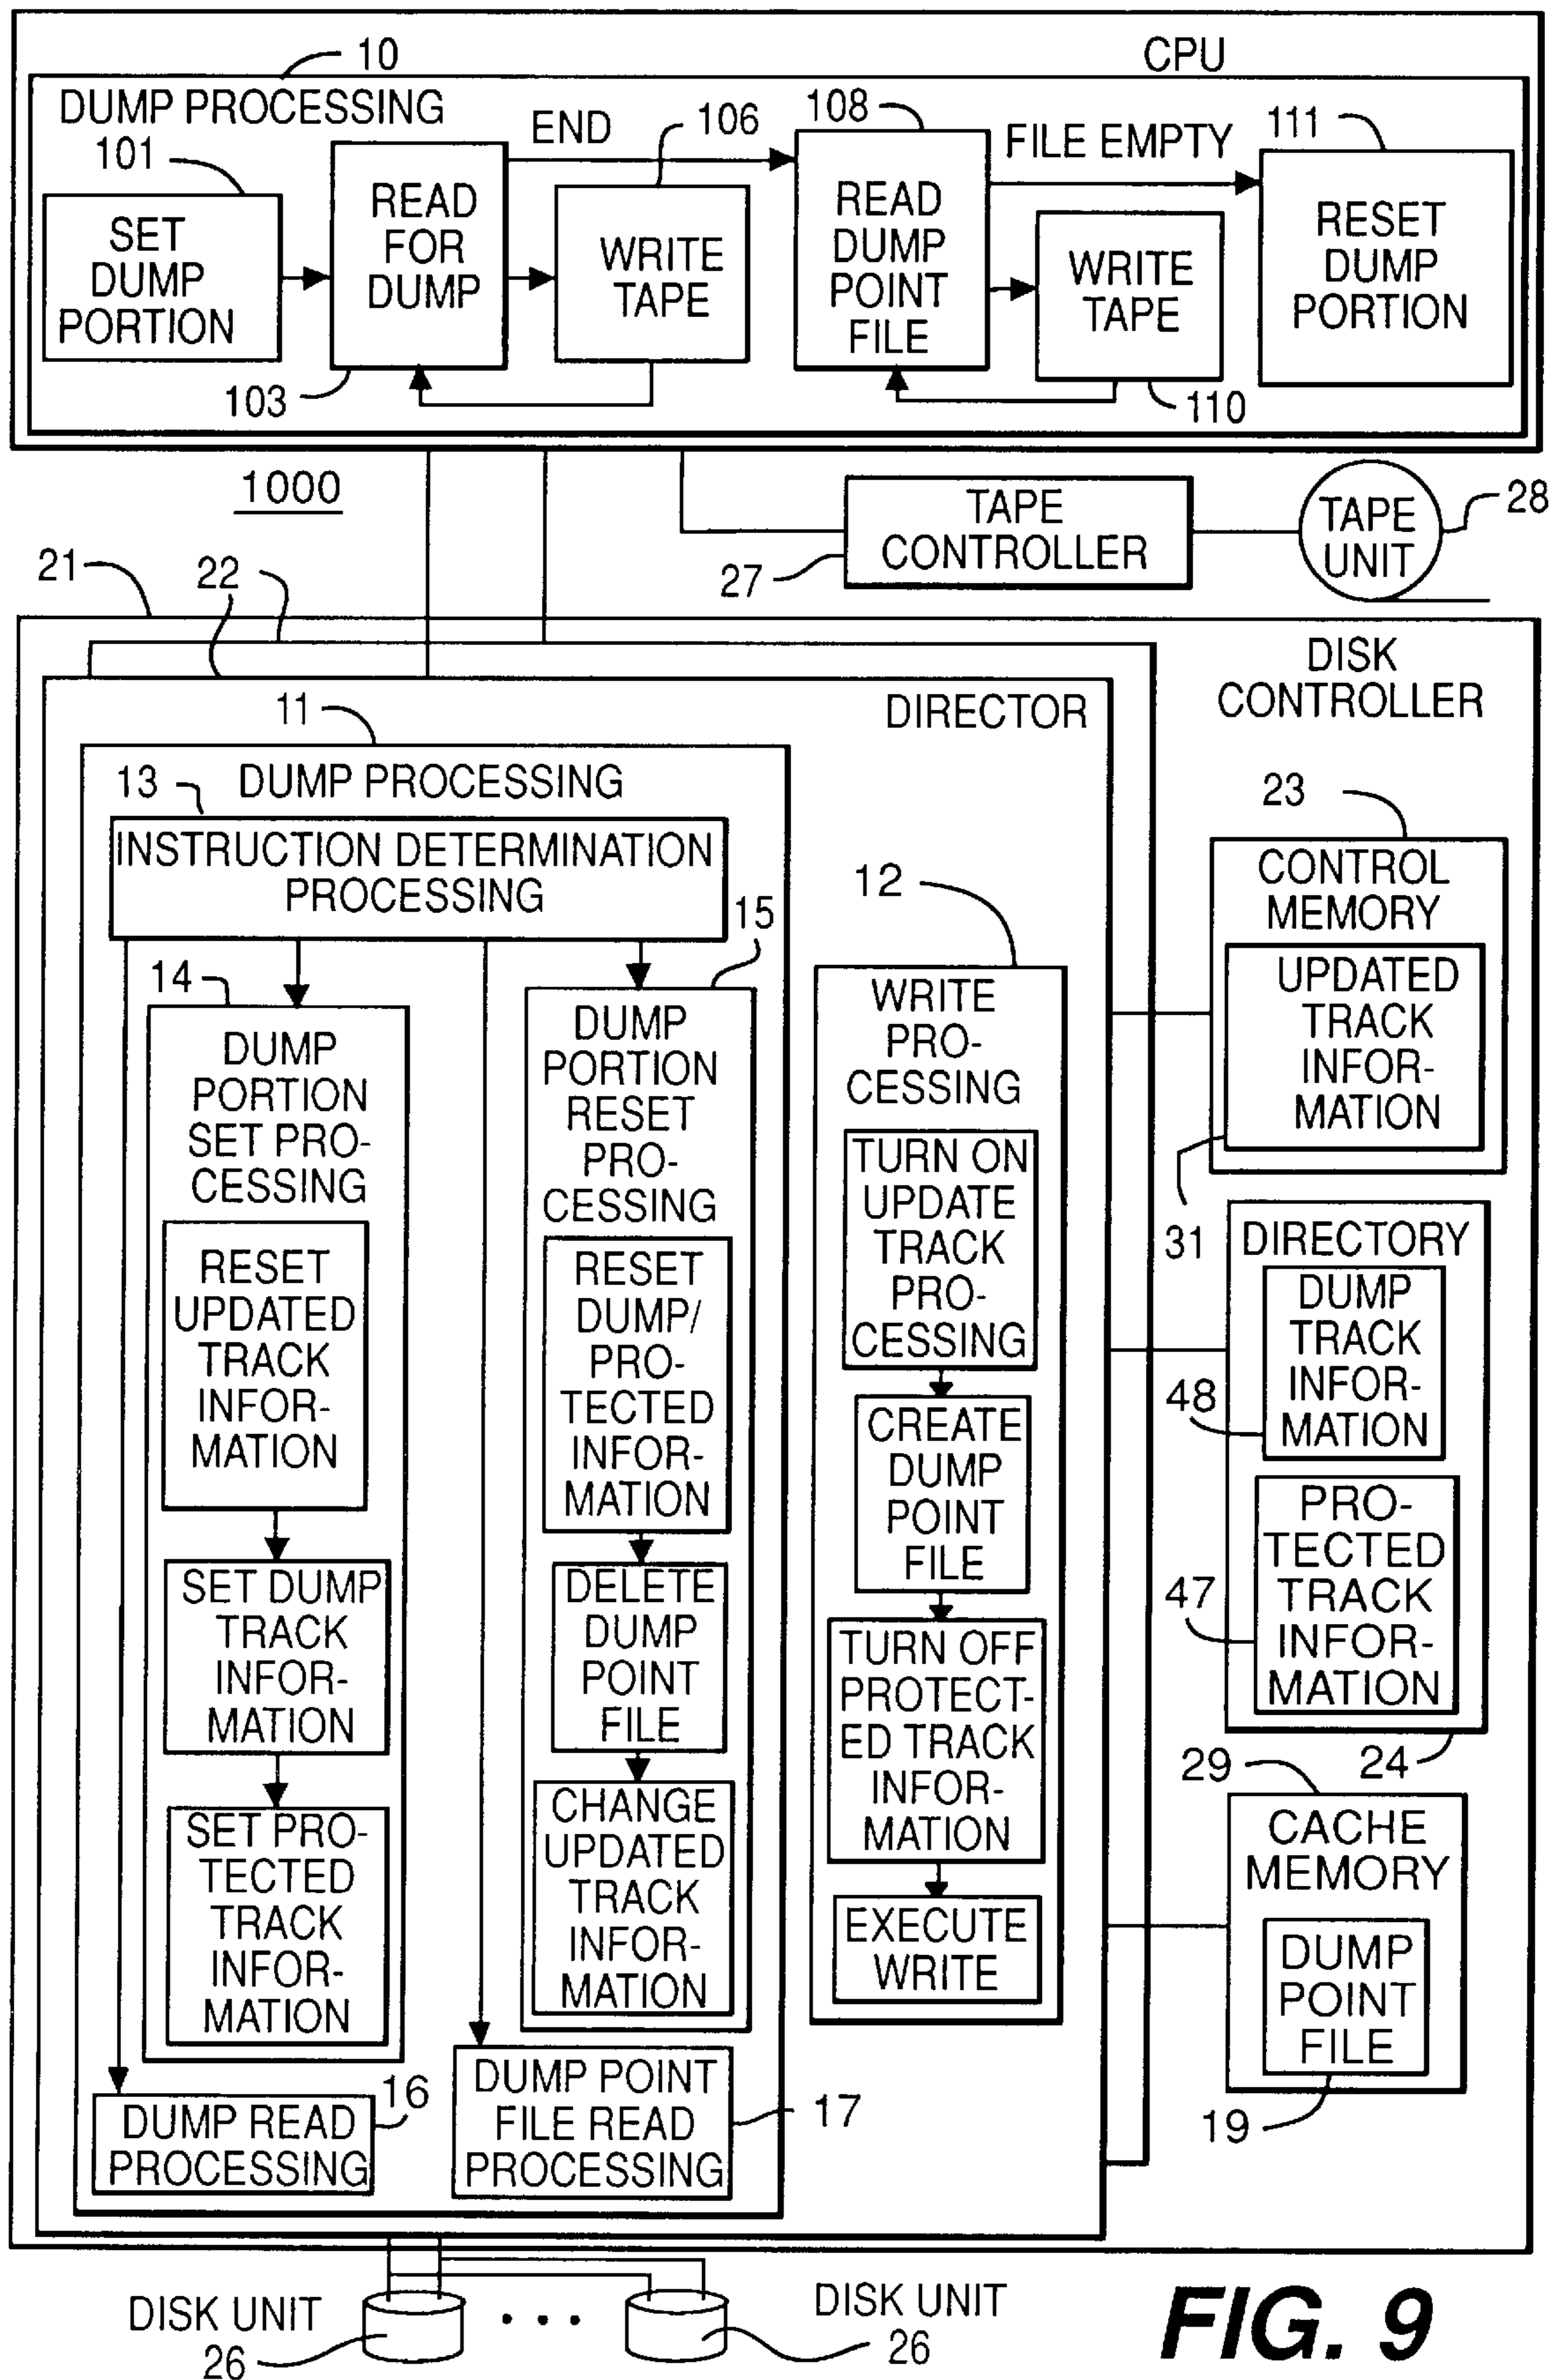 10
CPU
DUMP PROCESSING
101
END
106
108
FILE EMPTY
111
SET
DUMP
PORTION
READ
FOR
DUMP
103
WRITE
TAPE
READ
DUMP
POINT
FILE
WRITE
TAPE
110
RESET
DUMP
PORTION
1000
TAPE
CONTROLLER
27
TAPE
UNIT
28
21
22
DISK
CONTROLLER
DIRECTOR
11
DUMP PROCESSING
13
INSTRUCTION DETERMINATION
PROCESSING
14
DUMP
PORTION
SET PRO-
CESSING
RESET
UPDATED
TRACK
INFOR-
MATION
SET DUMP
TRACK
INFOR-
MATION
SET PRO-
TECTED
TRACK
INFOR-
MATION
15
DUMP
PORTION
RESET
PRO-
CESSING
RESET
DUMP/
PRO-
TECTED
INFOR-
MATION
DELETE
DUMP
POINT
FILE
CHANGE
UPDATED
TRACK
INFOR-
MATION
16
DUMP READ
PROCESSING
DUMP POINT
FILE READ
PROCESSING
17
12
WRITE
PRO-
CESSING
TURN ON
UPDATE
TRACK
PRO-
CESSING
CREATE
DUMP
POINT
FILE
TURN OFF
PROTECT-
ED TRACK
INFOR-
MATION
EXECUTE
WRITE
23
CONTROL
MEMORY
UPDATED
TRACK
INFOR-
MATION
31
DIRECTORY
DUMP
TRACK
INFOR-
MATION
48
PRO-
TECTED
TRACK
INFOR-
MATION
47
24
29
CACHE
MEMORY
DUMP
POINT
FILE
19
DISK UNIT
26
DISK UNIT
26
FIG. 9